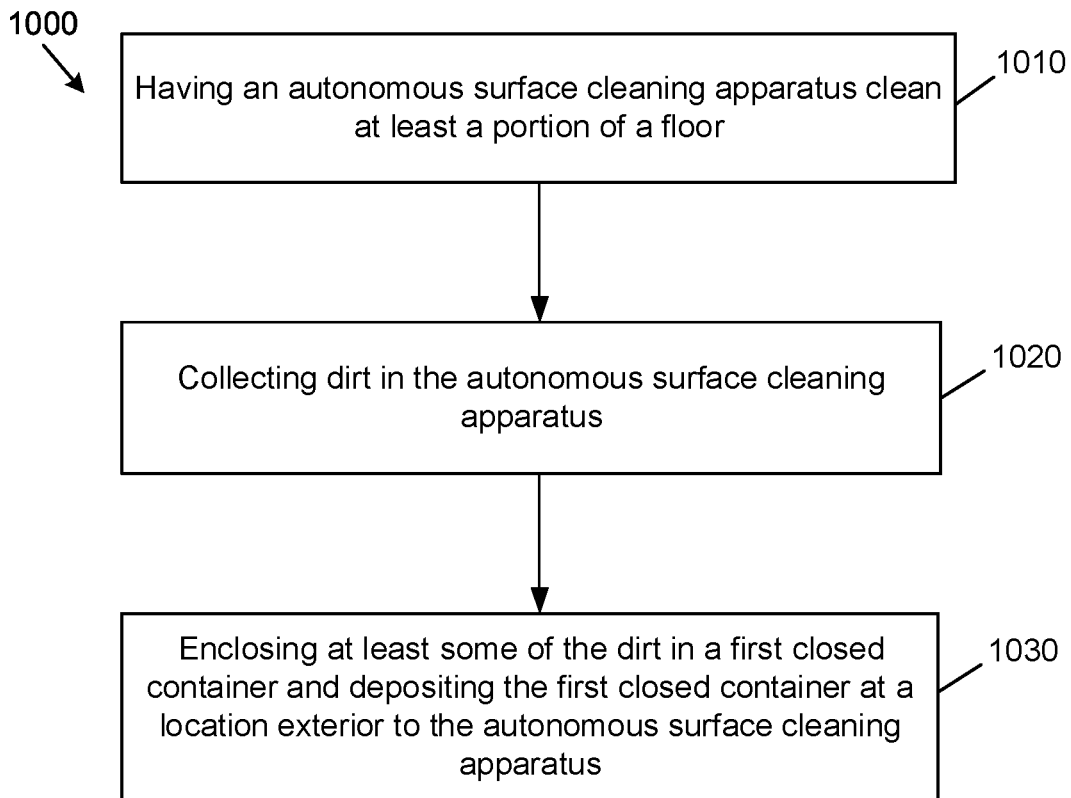 1000
1010
Having an autonomous surface cleaning apparatus clean
at least a portion of a floor
1020
Collecting dirt in the autonomous surface cleaning
apparatus
1030
Enclosing at least some of the dirt in a first closed
container and depositing the first closed container at a
location exterior to the autonomous surface cleaning
apparatus